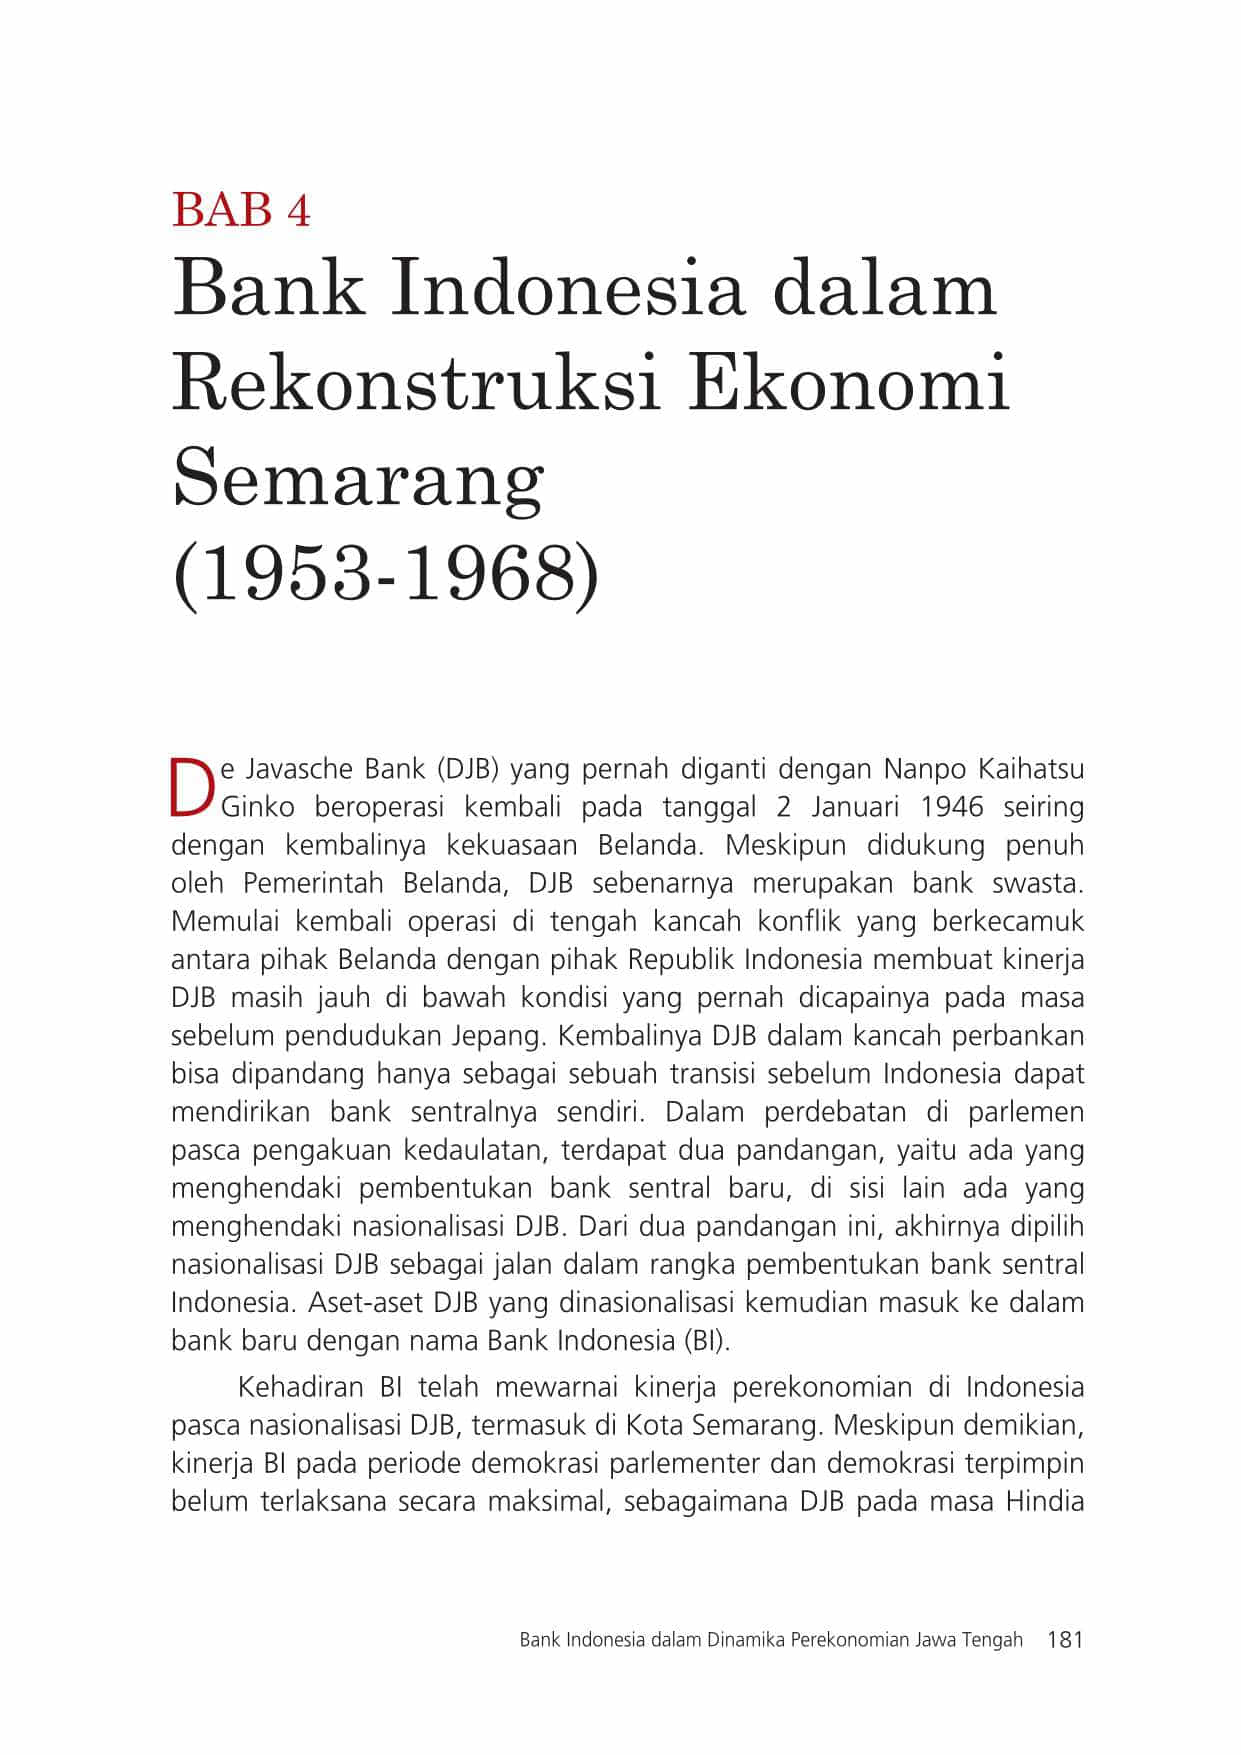 BAB 4
Bank Indonesia dalam
Rekonstruksi Ekonomi
Semarang
(1953-1968)
De Javasche Bank (DJB) yang pernah diganti dengan Nanpo Kaihatsu
Ginko beroperasi kembali pada tanggal 2 Januari 1946 seiring
dengan kembalinya kekuasaan Belanda. Meskipun didukung penuh
oleh Pemerintah Belanda, DJB sebenarnya merupakan bank swasta.
Memulai kembali operasi di tengah kancah konflik yang berkecamuk
antara pihak Belanda dengan pihak Republik Indonesia membuat kinerja
DJB masih jauh di bawah kondisi yang pernah dicapainya pada masa
sebelum pendudukan Jepang. Kembalinya DJB dalam kancah perbankan
bisa dipandang hanya sebagai sebuah transisi sebelum Indonesia dapat
mendirikan bank sentralnya sendiri. Dalam perdebatan di parlemen
pasca pengakuan kedaulatan, terdapat dua pandangan, yaitu ada yang
menghendaki pembentukan bank sentral baru, di sisi lain ada yang
menghendaki nasionalisasi DJB. Dari dua pandangan ini, akhirnya dipilih
nasionalisasi DJB sebagai jalan dalam rangka pembentukan bank sentral
Indonesia. Aset-aset DJB yang dinasionalisasi kemudian masuk ke dalam
bank baru dengan nama Bank Indonesia (BI).
Kehadiran BI telah mewarnai kinerja perekonomian di Indonesia
pasca nasionalisasi DJB, termasuk di Kota Semarang. Meskipun demikian,
kinerja BI pada periode demokrasi parlementer dan demokrasi terpimpin
belum terlaksana secara maksimal, sebagaimana DJB pada masa Hindia
Bank Indonesia dalam Dinamika Perekonomian Jawa Tengah 181